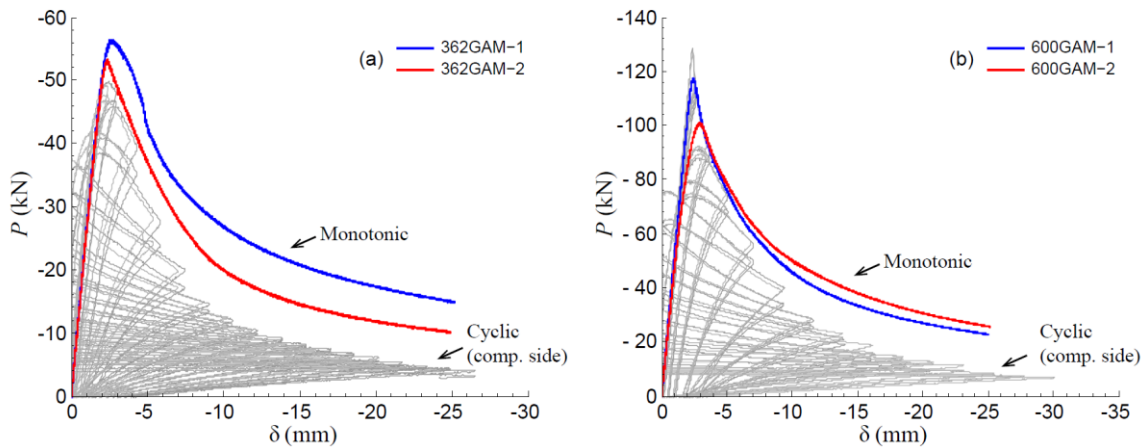 -60
-50
-40
-30
-20
-10
0
P (kN)
(a)
362GAM−1
362GAM−2
Monotonic
Cyclic
(comp. side)
0
-5
-10
-15
-20
-25
-30
δ (mm)
-140
-120
-100
- 80
- 60
- 40
- 20
0
P (kN)
(b)
600GAM−1
600GAM−2
Monotonic
Cyclic
(comp. side)
0
-5
-10
-15
-20
-25
-30
-35
δ (mm)